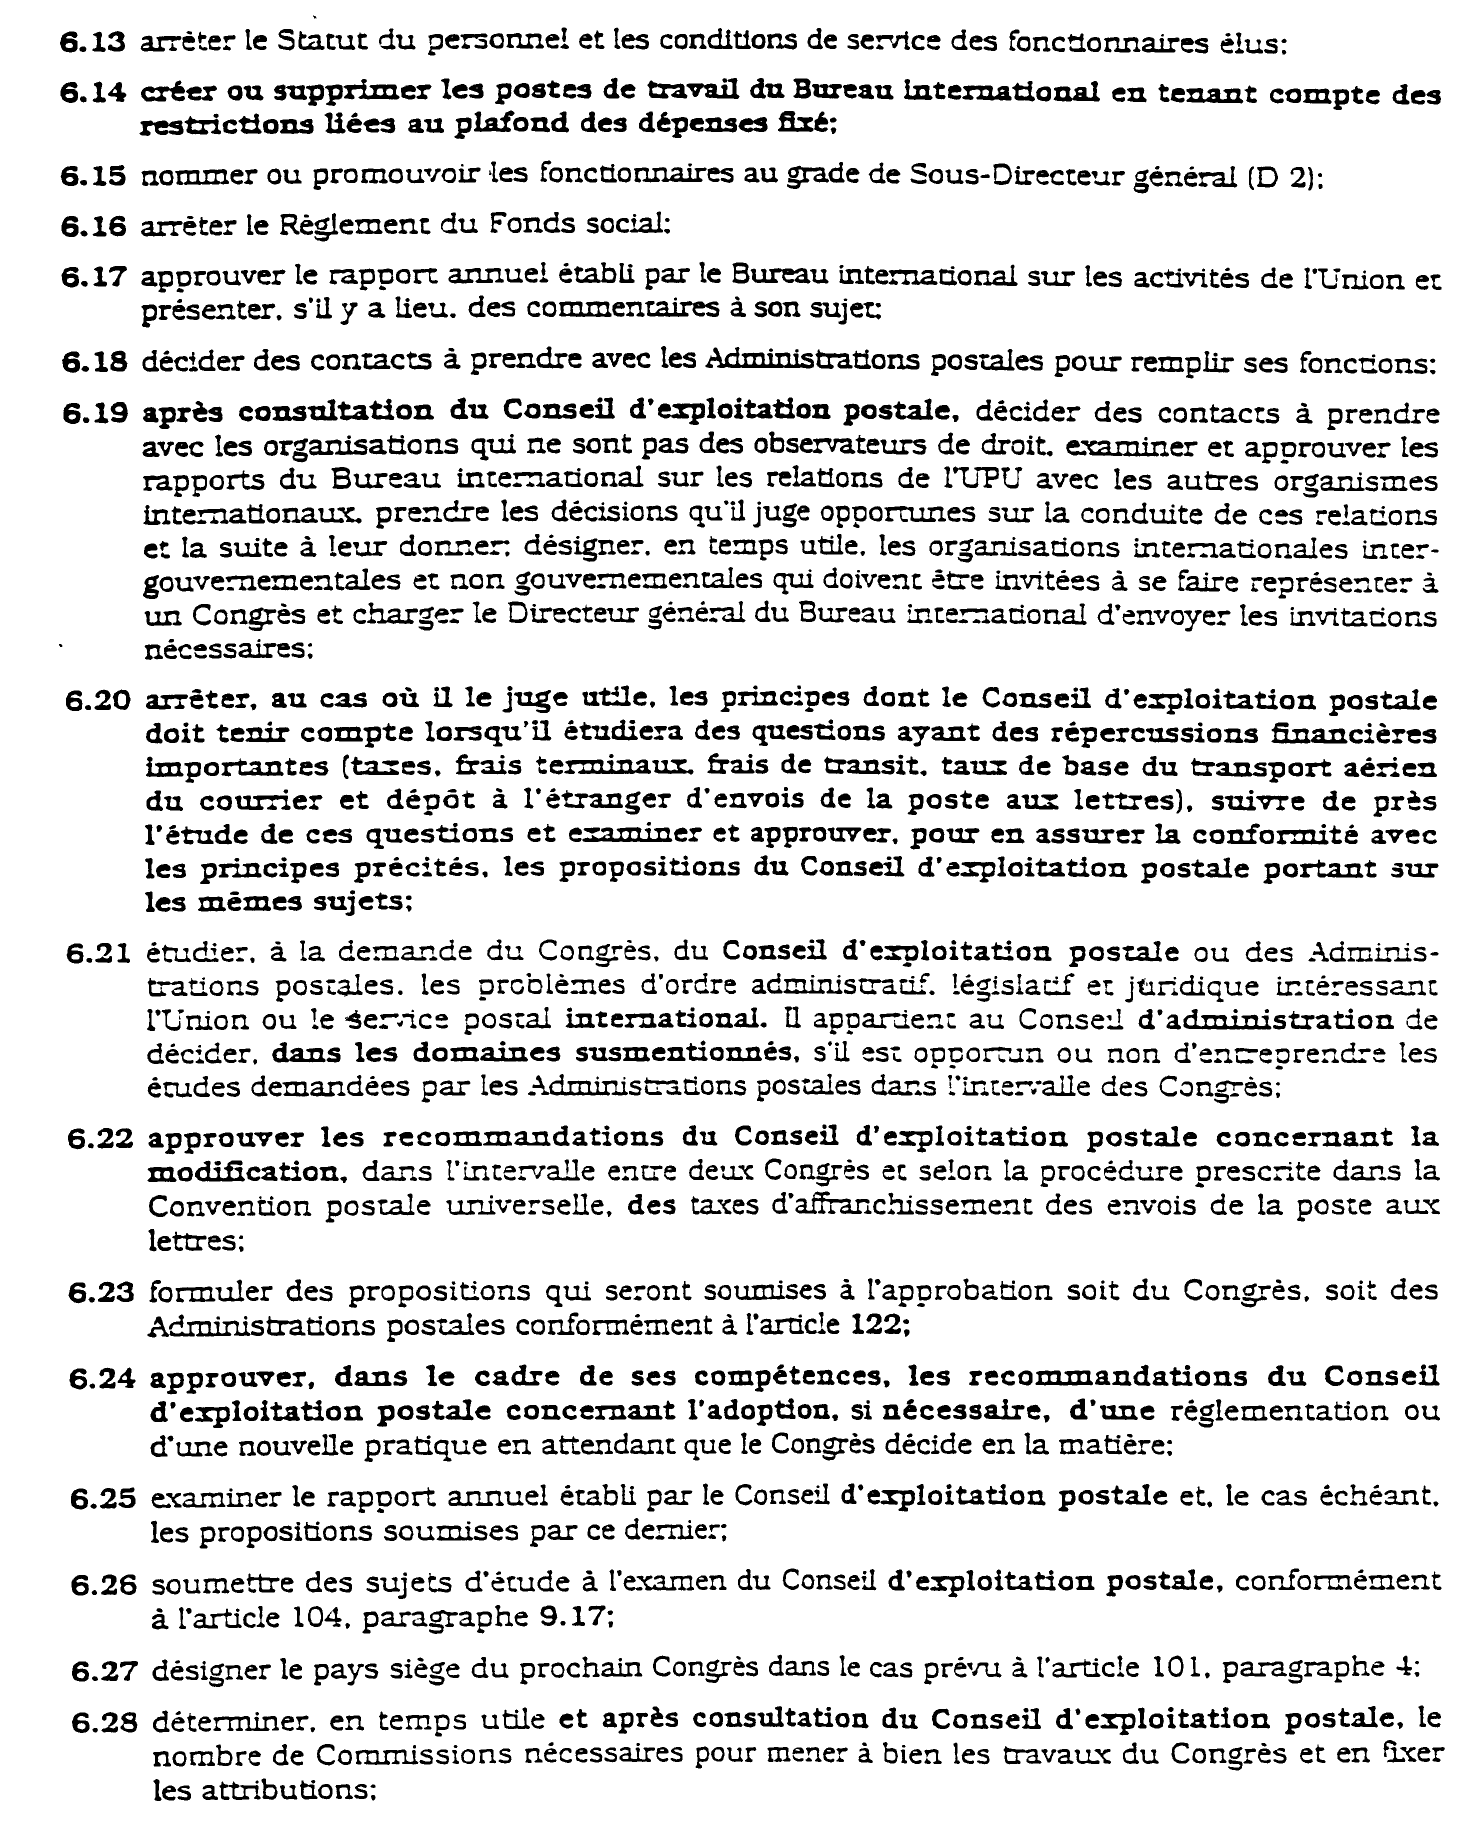 6.13 arrêter le Statut du personnel et les conditions de service des fonctionnaires élus;
6.14 créer ou supprimer les postes de travail du Bureau international en tenant compte des
restrictions liées au plafond des dépenses fixé;
6.15 nommer ou promouvoir les fonctionnaires au grade de Sous-Directeur général (D 2);
6.16 arrêter le Règlement du Fonds social;
6.17 approuver le rapport annuel établi par le Bureau international sur les activités de l'Union et
présenter, s'il y a lieu, des commentaires à son sujet;
6.18 décider des contacts à prendre avec les Administrations postales pour remplir ses fonctions;
6.19 après consultation du Conseil d'exploitation postale, décider des contacts à prendre
avec les organisations qui ne sont pas des observateurs de droit, examiner et approuver les
rapports du Bureau international sur les relations de l'UPU avec les autres organismes
internationaux, prendre les décisions qu'il juge opportunes sur la conduite de ces relations
et la suite à leur donner; désigner, en temps utile, les organisations internationales inter-
gouvernementales et non gouvernementales qui doivent être invitées à se faire représenter à
un Congrès et charger le Directeur général du Bureau international d'envoyer les invitations
nécessaires;
6.20 arrêter, au cas où il le juge utile, les principes dont le Conseil d'exploitation postale
doit tenir compte lorsqu'il étudiera des questions ayant des répercussions financières
importantes (taxes, frais terminaux, frais de transit, taux de base du transport aérien
du courrier et dépôt à l'étranger d'envois de la poste aux lettres), suivre de près
l'étude de ces questions et examiner et approuver, pour en assurer la conformité avec
les principes précités, les propositions du Conseil d'exploitation postale portant sur
les mêmes sujets;
6.21 étudier, à la demande du Congrès, du Conseil d'exploitation postale ou des Adminis-
trations postales, les problèmes d'ordre administratif, législatif et juridique intéressant
l'Union ou le service postal international. Il appartient au Conseil d'administration de
décider, dans les domaines susmentionnés, s'il est opportun ou non d'entreprendre les
études demandées par les Administrations postales dans l'intervalle des Congrès;
6.22 approuver les recommandations du Conseil d'exploitation postale concernant la
modification, dans l'intervalle entre deux Congrès et selon la procédure prescrite dans la
Convention postale universelle, des taxes d'affranchissement des envois de la poste aux
lettres;
6.23 formuler des propositions qui seront soumises à l'approbation soit du Congrès, soit des
Administrations postales conformément à l'article 122;
6.24 approuver, dans le cadre de ses compétences, les recommandations du Conseil
d'exploitation postale concernant l'adoption, si nécessaire, d'une réglementation ou
d'une nouvelle pratique en attendant que le Congrès décide en la matière;
6.25 examiner le rapport annuel établi par le Conseil d'exploitation postale et, le cas échéant,
les propositions soumises par ce dernier;
6.26 soumettre des sujets d'étude à l'examen du Conseil d'exploitation postale, conformément
à l'article 104, paragraphe 9.17;
6.27 désigner le pays siège du prochain Congrès dans le cas prévu à l'article 101, paragraphe 4;
6.28 déterminer, en temps utile et après consultation du Conseil d'exploitation postale, le
nombre de Commissions nécessaires pour mener à bien les travaux du Congrès et en fixer
les attributions;